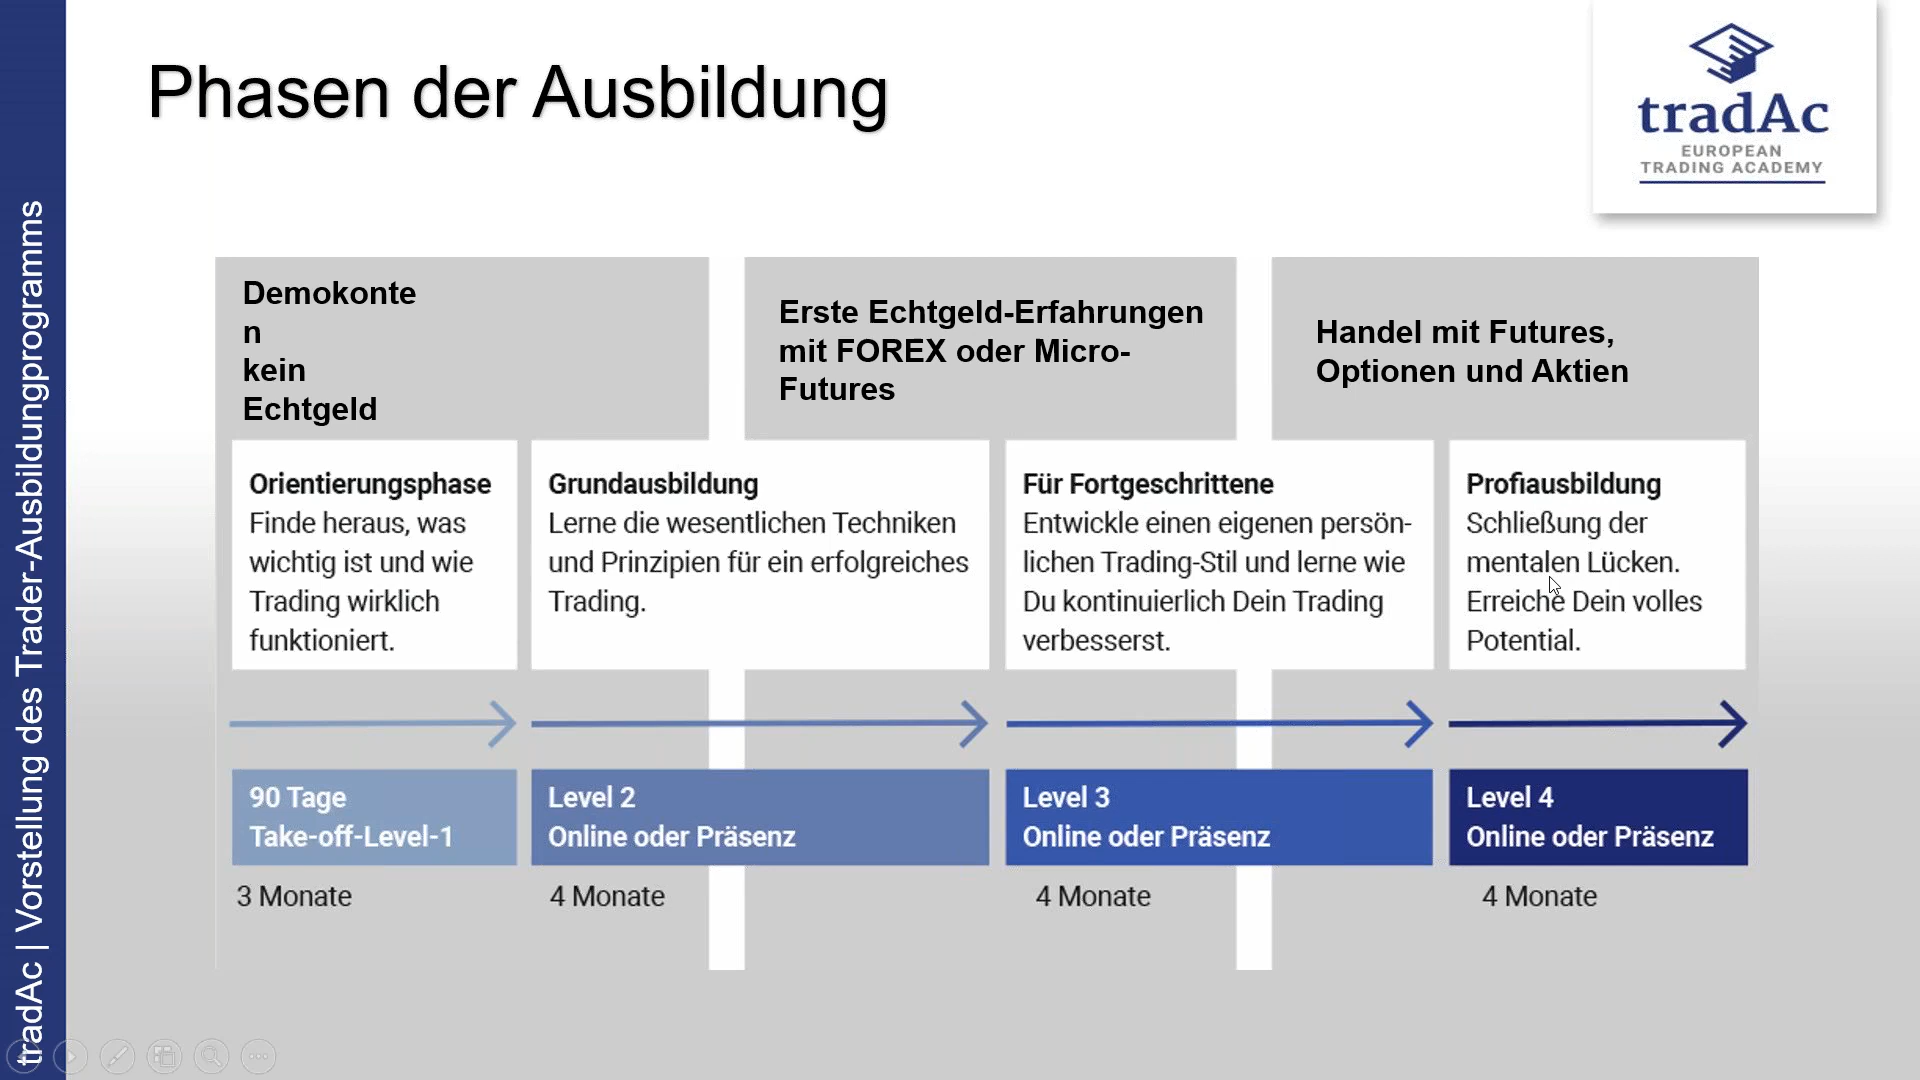 Phasen der Ausbildung
tradAc
EUROPEAN
TRADING ACADEMY
tradAc | Vorstellung des Trader-Ausbildungprogramms
Demokonte
n
kein
Echtgeld
Erste Echtgeld-Erfahrungen
mit FOREX oder Micro-
Futures
Handel mit Futures,
Optionen und Aktien
Orientierungsphase
Finde heraus, was
wichtig ist und wie
Trading wirklich
funktioniert.
Grundausbildung
Lerne die wesentlichen Techniken
und Prinzipien für ein erfolgreiches
Trading.
Für Fortgeschrittene
Entwickle einen eigenen persön-
lichen Trading-Stil und lerne wie
Du kontinuierlich Dein Trading
verbesserst.
Profiausbildung
Schließung der
mentalen Lücken.
Erreiche Dein volles
Potential.
90 Tage
Take-off-Level-1
Level 2
Online oder Präsenz
Level 3
Online oder Präsenz
Level 4
Online oder Präsenz
3 Monate
4 Monate
4 Monate
4 Monate